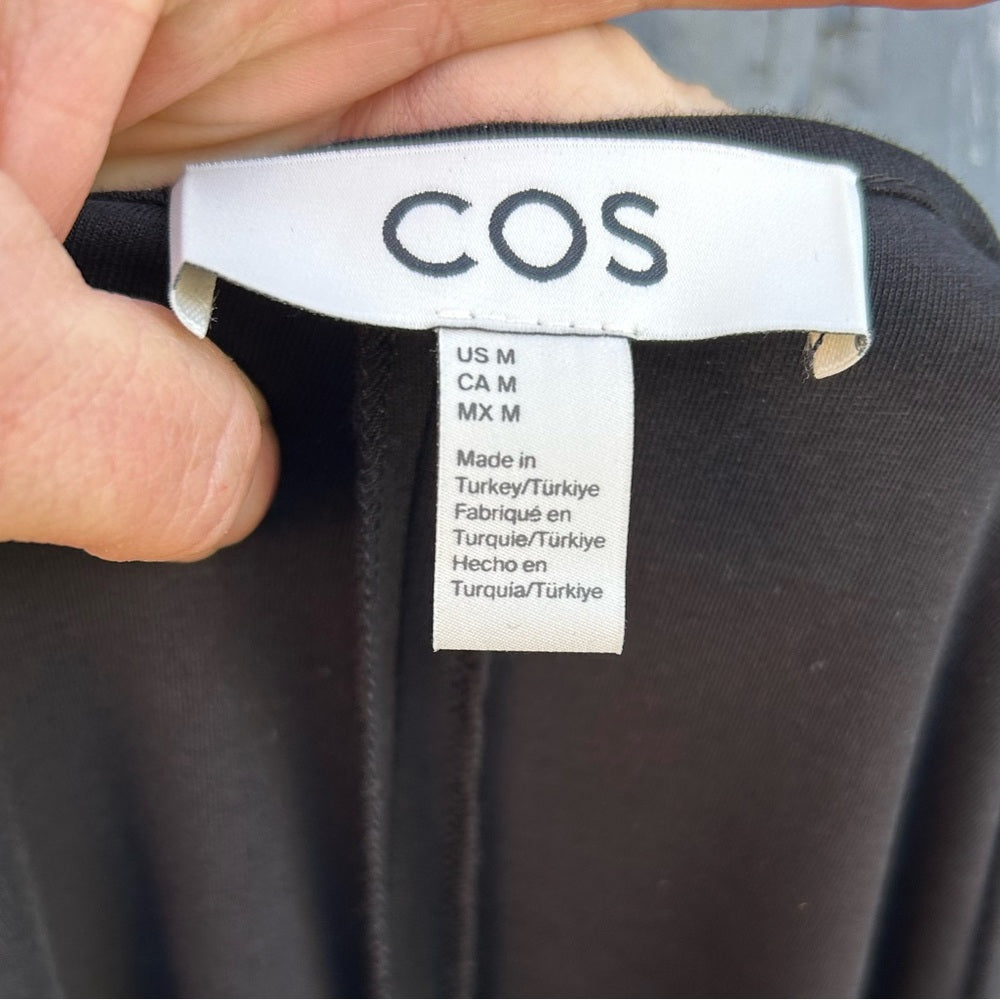 COS
US M
CA M
MX M
Made in
Turkey/Türkiye
Fabriqué en
Turquie/Türkiye
Hecho en
Turquía/Türkiye